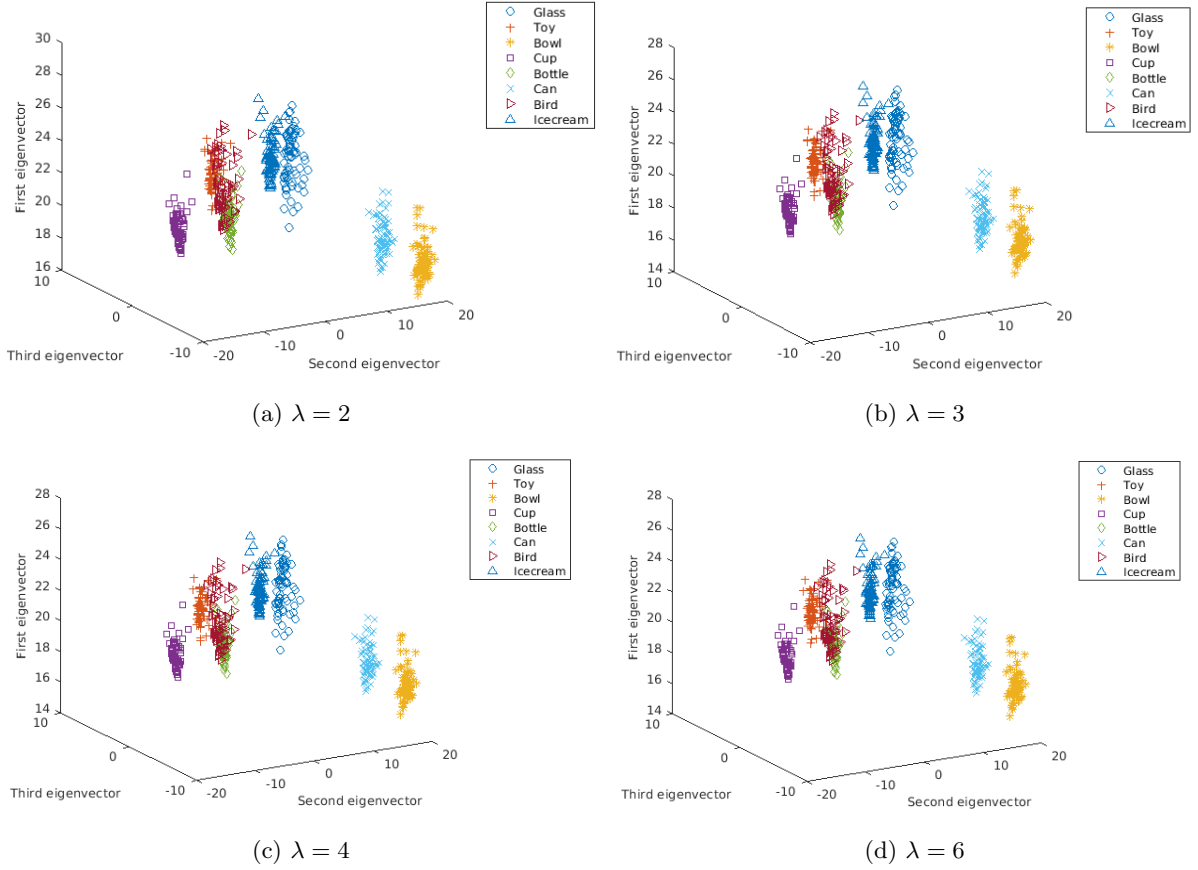 Glass
Toy
Bowl
Cup
Bottle
Can
Bird
Icecream
30
28
26
24
22
20
18
16
First eigenvector
10
0
-10
Third eigenvector
-20
-10
0
10
20
Second eigenvector
(a) λ = 2
Glass
Toy
Bowl
Cup
Bottle
Can
Bird
Icecream
28
26
24
22
20
18
16
14
First eigenvector
10
0
-10
Third eigenvector
-20
-10
0
10
20
Second eigenvector
(b) λ = 3
Glass
Toy
Bowl
Cup
Bottle
Can
Bird
Icecream
28
26
24
22
20
18
16
14
First eigenvector
10
0
-10
Third eigenvector
-20
-10
0
10
20
Second eigenvector
(c) λ = 4
Glass
Toy
Bowl
Cup
Bottle
Can
Bird
Icecream
28
26
24
22
20
18
16
14
First eigenvector
10
0
-10
Third eigenvector
-20
-10
0
10
20
Second eigenvector
(d) λ = 6